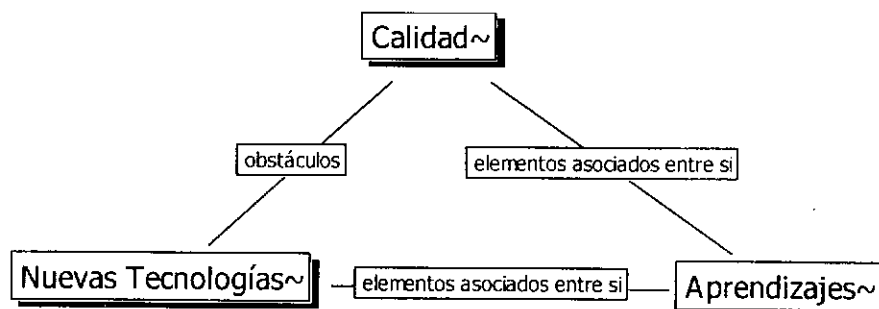 Calidad~
obstáculos
elementos asociados entre si
Nuevas Tecnologías~
elementos asociados entre si
Aprendizajes~